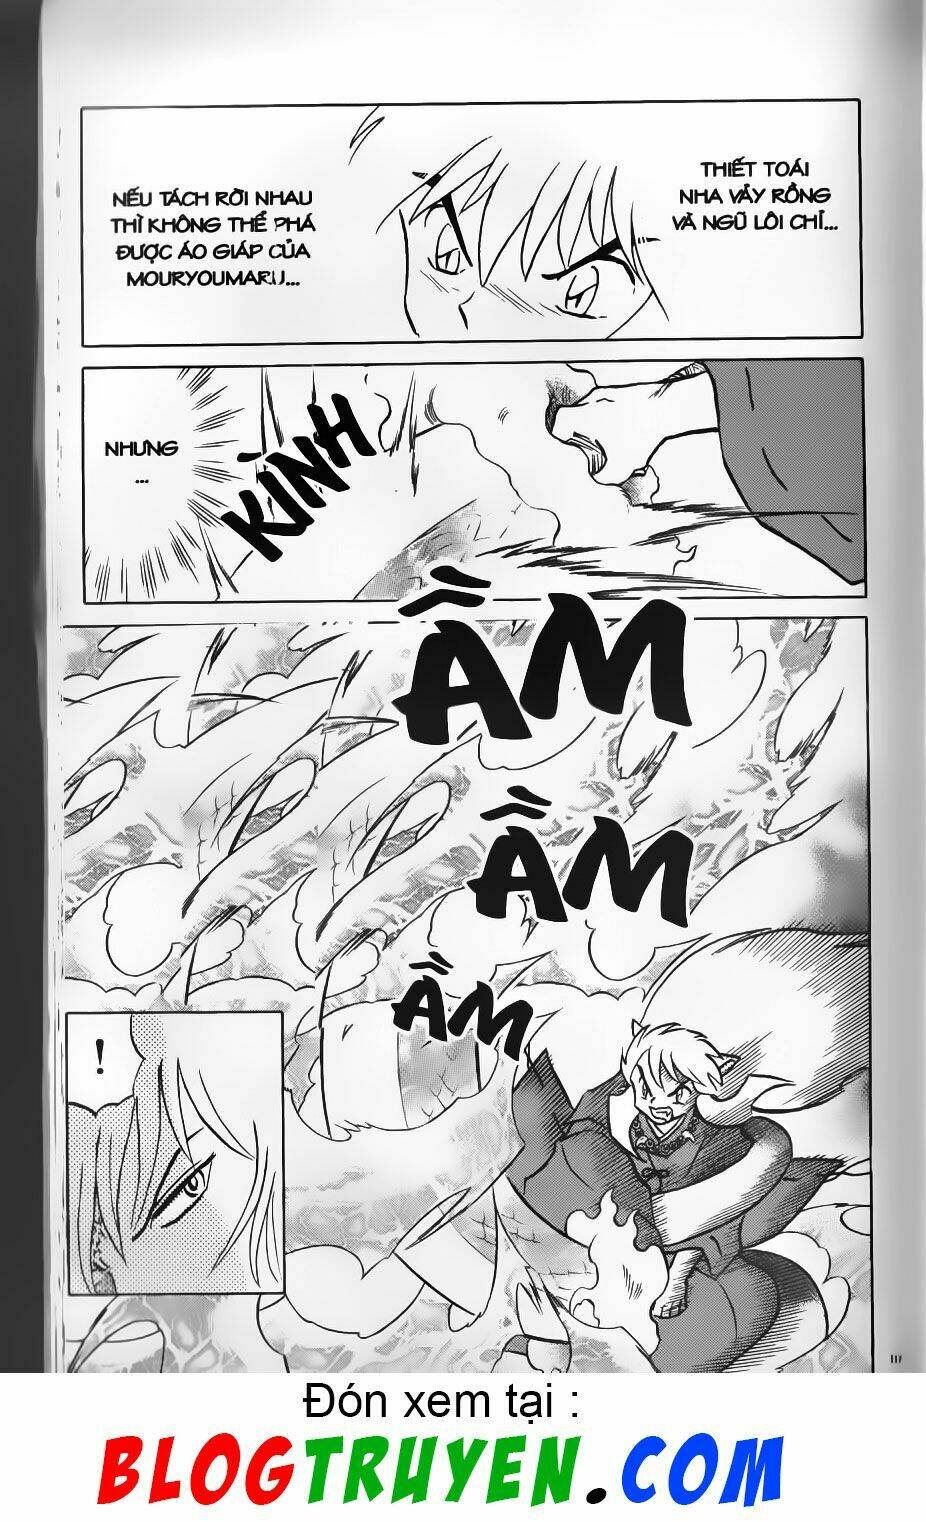 THIẾT TOÁI
NHA VẢY RỒNG
VÀ NGŨ LÔI CHỈ...
NẾU TÁCH RỜI NHAU
THÌ KHÔNG THỂ PHÁ
ĐƯỢC ÁO GIÁP CỦA
MOURYOUMARU...
NHƯNG
...
KÌNH
ẦM
ẦM
ẦM
!
117
Đón xem tại :
BLOGTRUYEN.COM